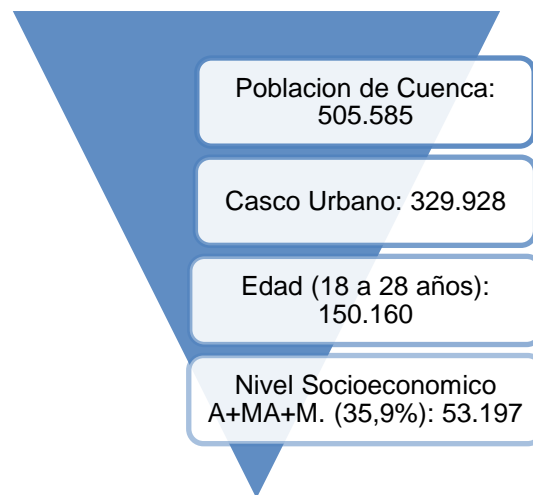 Poblacion de Cuenca:
505.585
Casco Urbano: 329.928
Edad (18 a 28 años):
150.160
Nivel Socioeconomico
A+MA+M. (35,9%): 53.197